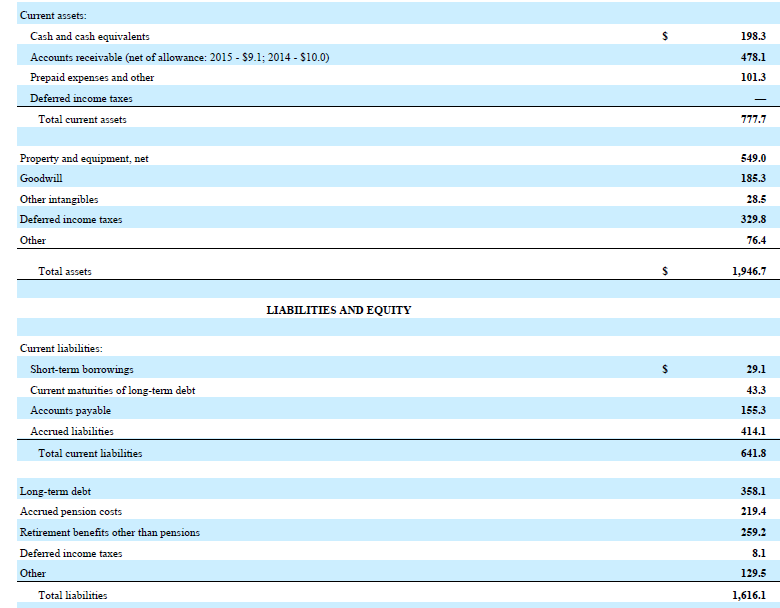 Current assets:
Cash and cash equivalents $ 198.3
Accounts receivable (net of allowance: 2015 - $9.1; 2014 - $10.0) 478.1
Prepaid expenses and other 101.3
Deferred income taxes —
Total current assets 777.7
Property and equipment, net 549.0
Goodwill 185.3
Other intangibles 28.5
Deferred income taxes 329.8
Other 76.4
Total assets $ 1,946.7
LIABILITIES AND EQUITY
Current liabilities:
Short-term borrowings $ 29.1
Current maturities of long-term debt 43.3
Accounts payable 155.3
Accrued liabilities 414.1
Total current liabilities 641.8
Long-term debt 358.1
Accrued pension costs 219.4
Retirement benefits other than pensions 259.2
Deferred income taxes 8.1
Other 129.5
Total liabilities 1,616.1